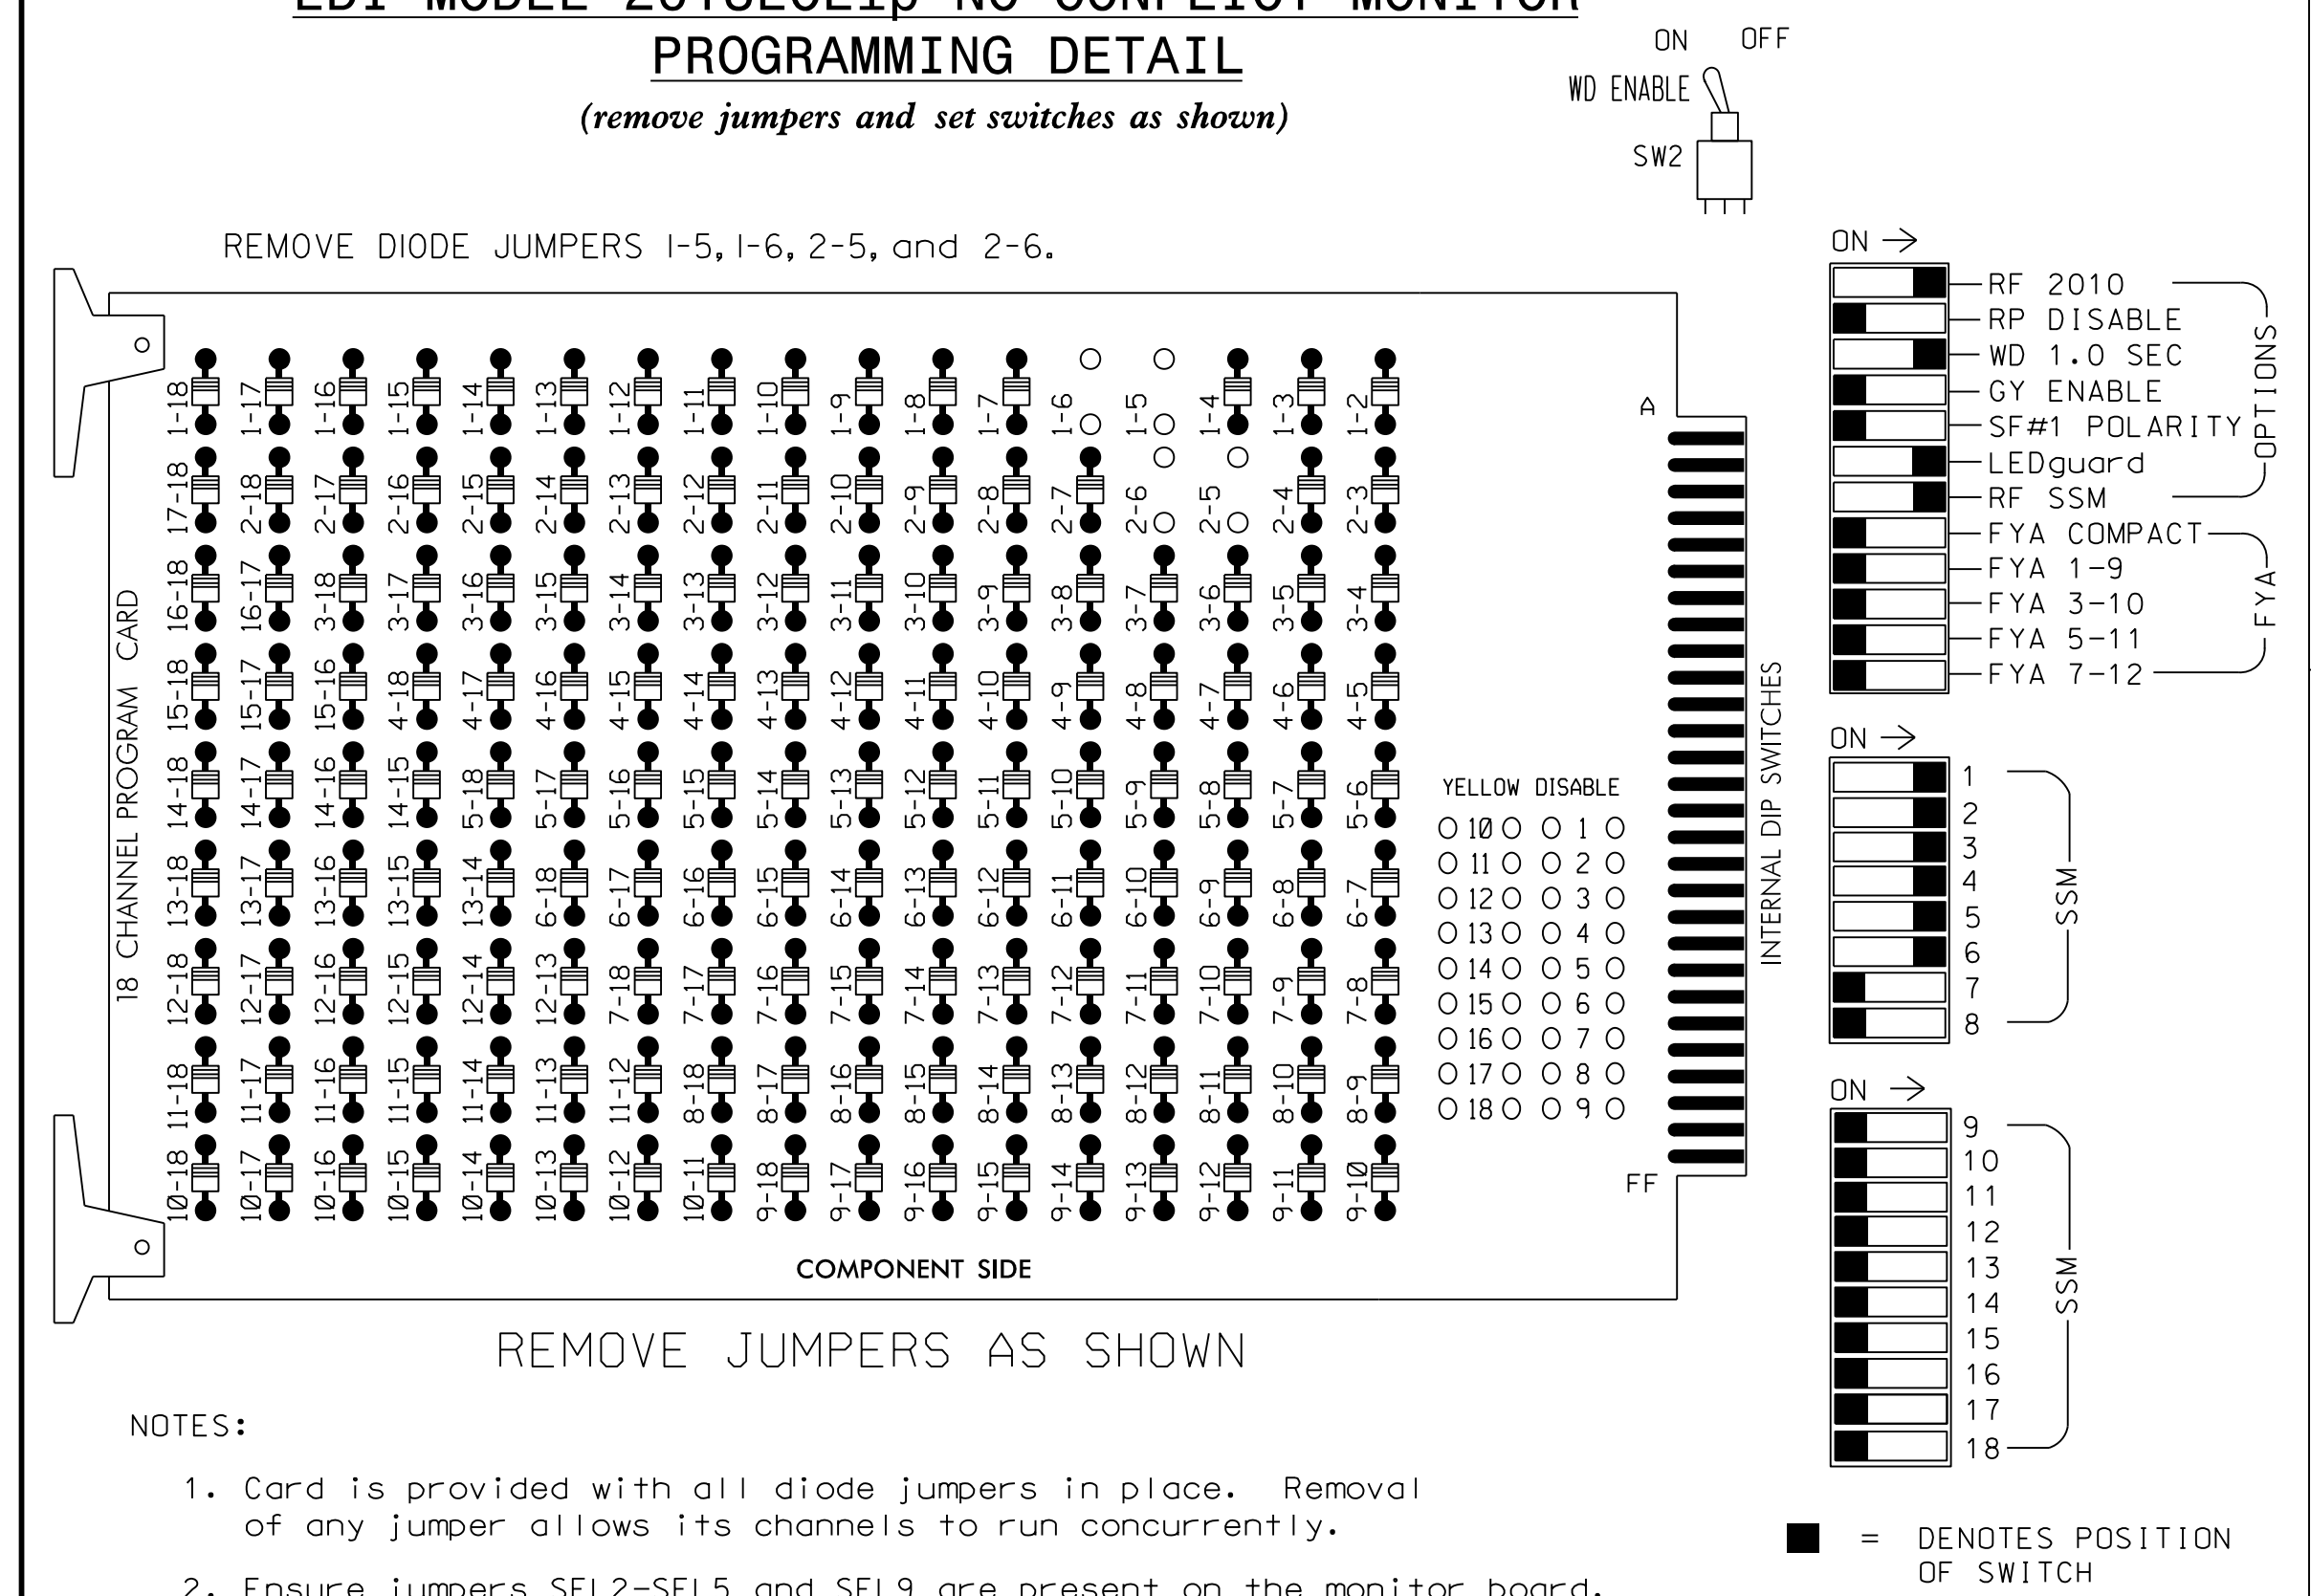 PROGRAMMING DETAIL
(remove jumpers and set switches as shown)
ON OFF
WD ENABLE
SW2
REMOVE DIODE JUMPERS 1-5, 1-6, 2-5, and 2-6.
18 CHANNEL PROGRAM CARD
1-18 1-17 1-16 1-15 1-14 1-13 1-12 1-11 1-10 1-9 1-8 1-7 1-6 1-5 1-4 1-3 1-2
17-18 2-18 2-17 2-16 2-15 2-14 2-13 2-12 2-11 2-10 2-9 2-8 2-7 2-6 2-5 2-4 2-3
16-18 16-17 3-18 3-17 3-16 3-15 3-14 3-13 3-12 3-11 3-10 3-9 3-8 3-7 3-6 3-5 3-4
15-18 15-17 15-16 4-18 4-17 4-16 4-15 4-14 4-13 4-12 4-11 4-10 4-9 4-8 4-7 4-6 4-5
14-18 14-17 14-16 14-15 5-18 5-17 5-16 5-15 5-14 5-13 5-12 5-11 5-10 5-9 5-8 5-7 5-6
13-18 13-17 13-16 13-15 13-14 6-18 6-17 6-16 6-15 6-14 6-13 6-12 6-11 6-10 6-9 6-8 6-7
12-18 12-17 12-16 12-15 12-14 12-13 7-18 7-17 7-16 7-15 7-14 7-13 7-12 7-11 7-10 7-9 7-8
11-18 11-17 11-16 11-15 11-14 11-13 11-12 8-18 8-17 8-16 8-15 8-14 8-13 8-12 8-11 8-10 8-9
10-18 10-17 10-16 10-15 10-14 10-13 10-12 10-11 9-18 9-17 9-16 9-15 9-14 9-13 9-12 9-11 9-10
YELLOW DISABLE
10 1
11 2
12 3
13 4
14 5
15 6
16 7
17 8
18 9
A
FF
COMPONENT SIDE
INTERNAL DIP SWITCHES
ON
RF 2010
RP DISABLE
WD 1.0 SEC
GY ENABLE
SF#1 POLARITY
LEDguard
RF SSM
OPTIONS
FYA COMPACT
FYA 1-9
FYA 3-10
FYA 5-11
FYA 7-12
FYA
ON
1
2
3
4
5
6
7
8
SSM
ON
9
10
11
12
13
14
15
16
17
18
SSM
REMOVE JUMPERS AS SHOWN
NOTES:
1. Card is provided with all diode jumpers in place. Removal
of any jumper allows its channels to run concurrently.
2. Ensure jumpers SEL2-SEL5 and SEL9 are present on the monitor board.
= DENOTES POSITION
OF SWITCH